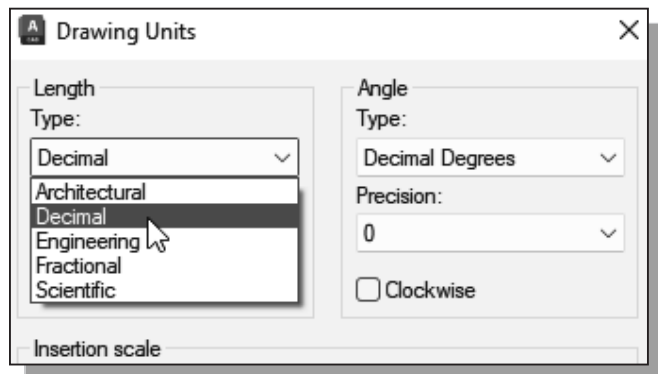 A
CAD
Drawing Units
Length
Type:
Decimal
Architectural
Decimal
Engineering
Fractional
Scientific
Angle
Type:
Decimal Degrees
Precision:
0
Clockwise
Insertion scale